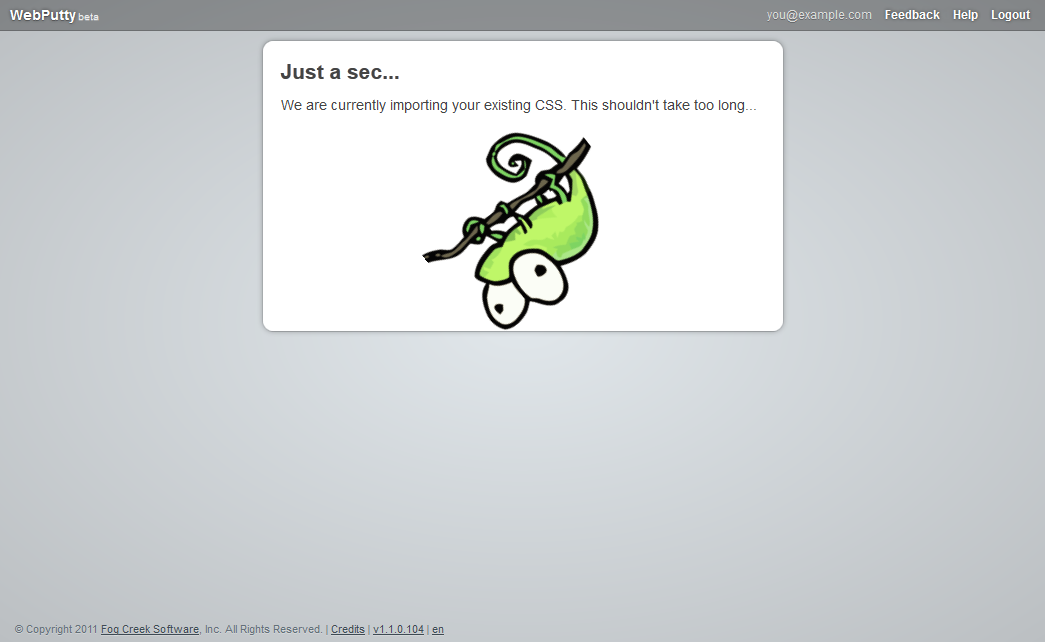 WebPutty beta you@example.com Feedback Help Logout
Just a sec...
We are currently importing your existing CSS. This shouldn't take too long...
© Copyright 2011 Fog Creek Software, Inc. All Rights Reserved. | Credits | v1.1.0.104 | en